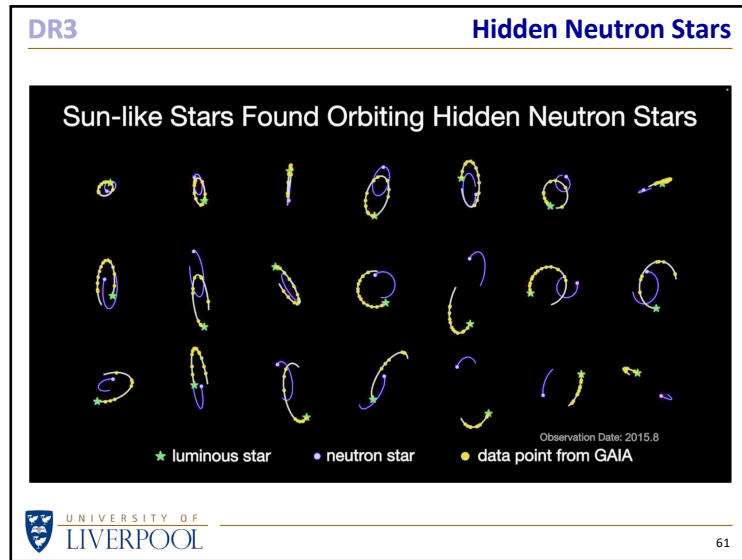 DR3
Hidden Neutron Stars
Sun-like Stars Found Orbiting Hidden Neutron Stars
Observation Date: 2015.8
luminous star
neutron star
data point from GAIA
UNIVERSITY OF
LIVERPOOL
61